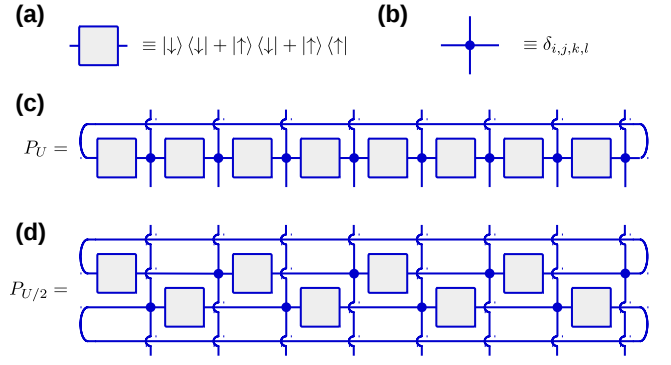 (a)
≡ |↓⟩ ⟨↓| + |↑⟩ ⟨↓| + |↑⟩ ⟨↑|
(b)
≡ δ_{i,j,k,l}
(c)
P_U =
(d)
P_{U/2} =